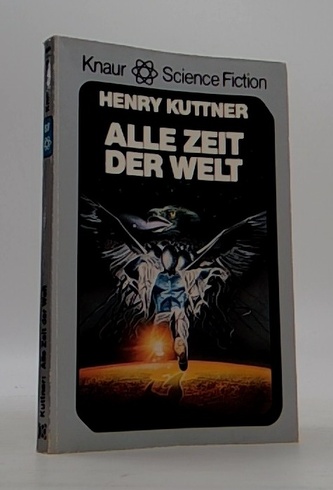 Knaur Science Fiction
HENRY KUTTNER
ALLE ZEIT
DER WELT
Kuttner: Alle Zeit der Welt